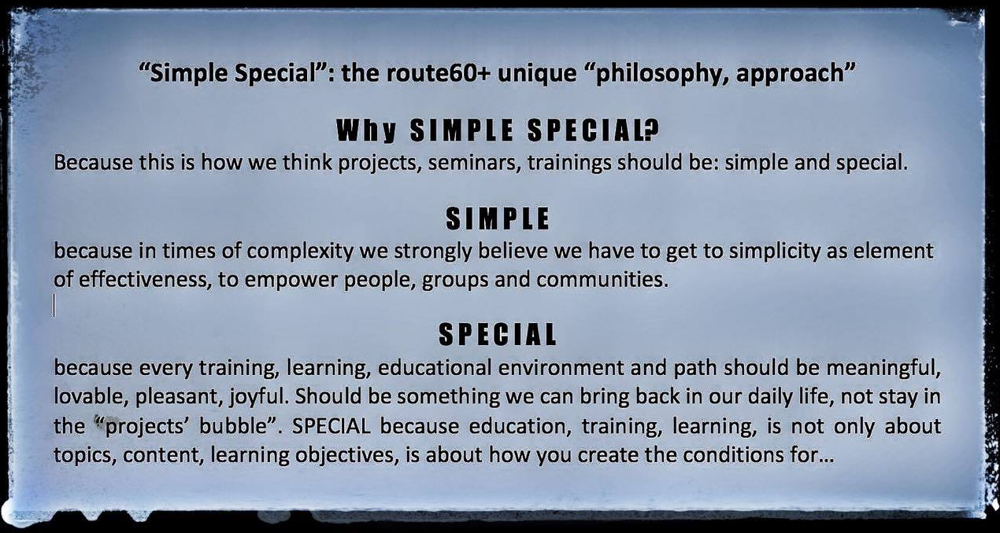 “Simple Special”: the route60+ unique “philosophy, approach”
Why SIMPLE SPECIAL?
Because this is how we think projects, seminars, trainings should be: simple and special.
SIMPLE
because in times of complexity we strongly believe we have to get to simplicity as element
of effectiveness, to empower people, groups and communities.
SPECIAL
because every training, learning, educational environment and path should be meaningful,
lovable, pleasant, joyful. Should be something we can bring back in our daily life, not stay in
the “projects’ bubble”. SPECIAL because education, training, learning, is not only about
topics, content, learning objectives, is about how you create the conditions for...